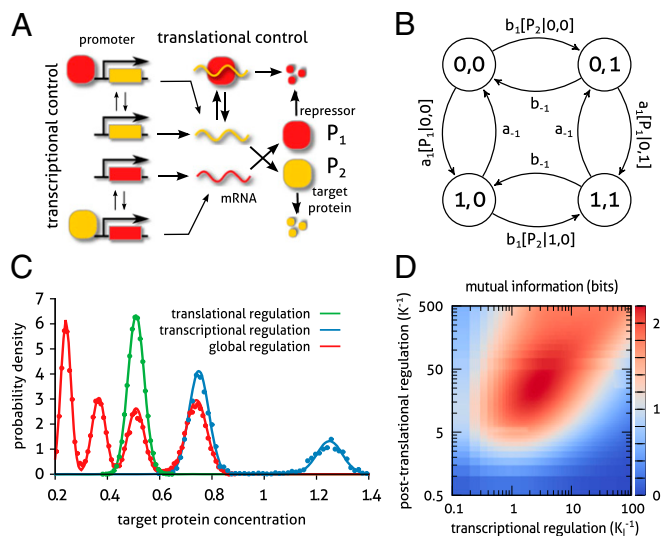 A
promoter
translational control
transcriptional control
repressor
P₁
P₂
target
protein
mRNA
B
b₁[P₂|0,0]
0,0
0,1
b₋₁
a₁[P₁|0,0]
a₋₁
a₋₁
a₁[P₁|0,1]
b₋₁
1,0
1,1
b₁[P₂|1,0]
C
7
6
5
4
3
2
1
0
probability density
translational regulation
transcriptional regulation
global regulation
0.2 0.4 0.6 0.8 1 1.2 1.4
target protein concentration
D
mutual information (bits)
post-translational regulation (K⁻¹)
500
50
5
0.5
2
1
0
0.1 1 10 100
transcriptional regulation (Kᵢ⁻¹)